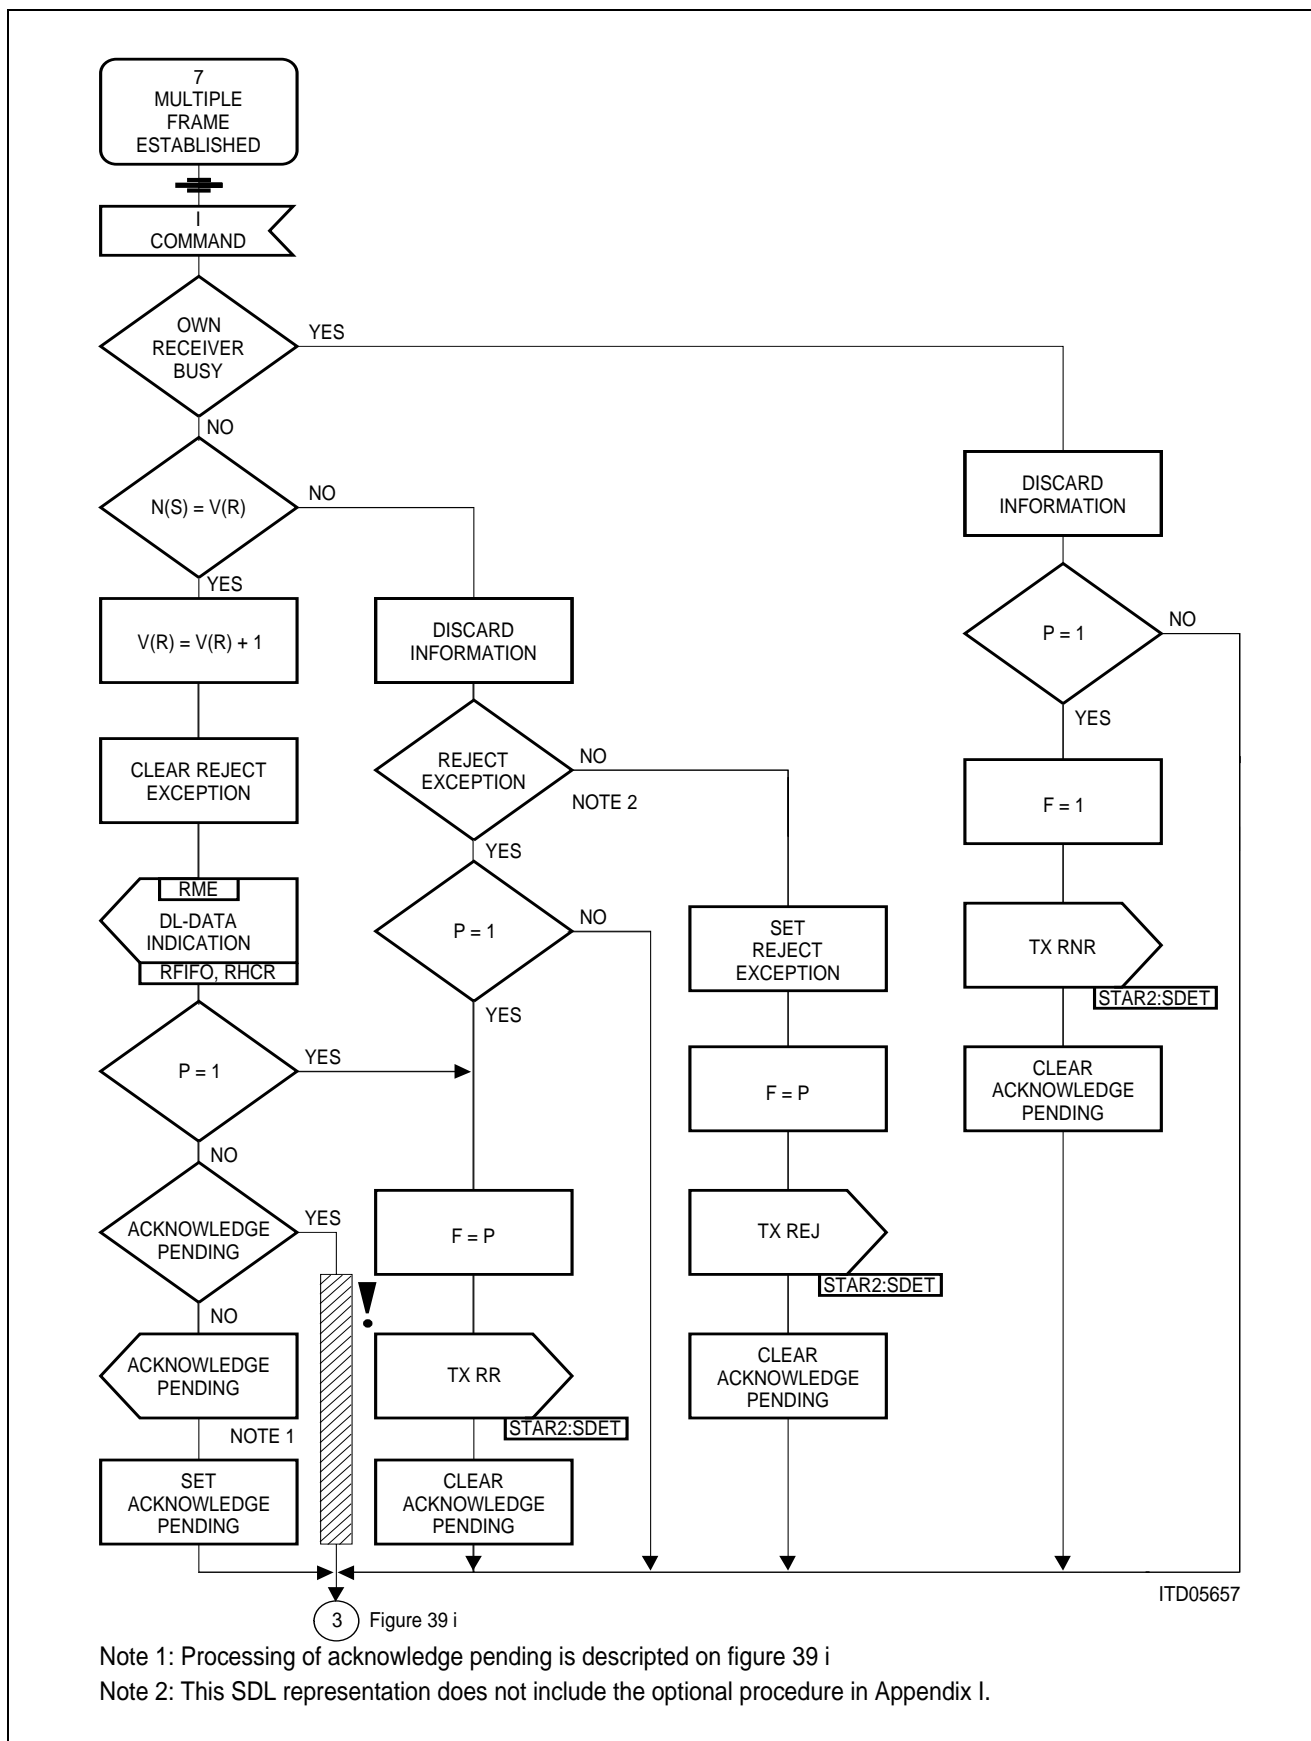 7
MULTIPLE
FRAME
ESTABLISHED
I
COMMAND
OWN
RECEIVER
BUSY
YES
NO
N(S) = V(R)
NO
YES
DISCARD
INFORMATION
P = 1
NO
YES
V(R) = V(R) + 1
DISCARD
INFORMATION
CLEAR REJECT
EXCEPTION
REJECT
EXCEPTION
NO
NOTE 2
YES
F = 1
RME
DL-DATA
INDICATION
RFIFO, RHCR
P = 1
NO
YES
SET
REJECT
EXCEPTION
TX RNR
STAR2:SDET
P = 1
YES
NO
F = P
CLEAR
ACKNOWLEDGE
PENDING
ACKNOWLEDGE
PENDING
YES
NO
!
F = P
TX REJ
STAR2:SDET
ACKNOWLEDGE
PENDING
NOTE 1
TX RR
STAR2:SDET
CLEAR
ACKNOWLEDGE
PENDING
SET
ACKNOWLEDGE
PENDING
CLEAR
ACKNOWLEDGE
PENDING
ITD05657
3 Figure 39 i
Note 1: Processing of acknowledge pending is descripted on figure 39 i
Note 2: This SDL representation does not include the optional procedure in Appendix I.